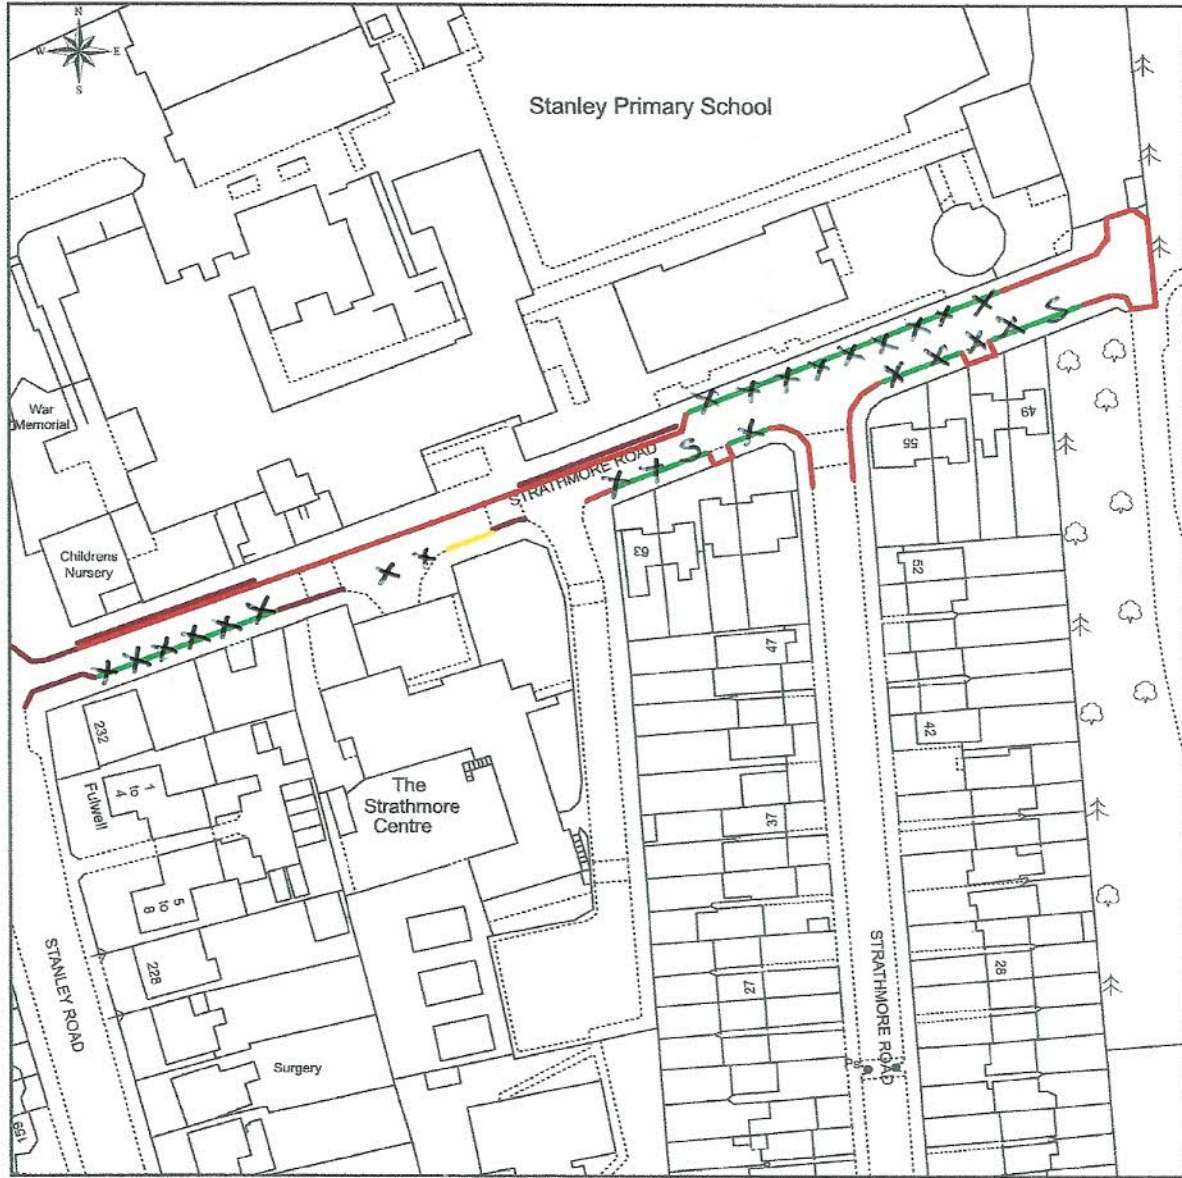 N
W E
S
Stanley Primary School
War
Memorial
Childrens
Nursery
STRATHMORE ROAD
X X X X X X X X X
X X X X S
X X S X
X X
X X X X X X
49
55
63
52
47
42
37
28
27
232
Fulwell
1
to
4
5
to
8
228
The
Strathmore
Centre
STANLEY ROAD
Surgery
STRATHMORE ROAD
159